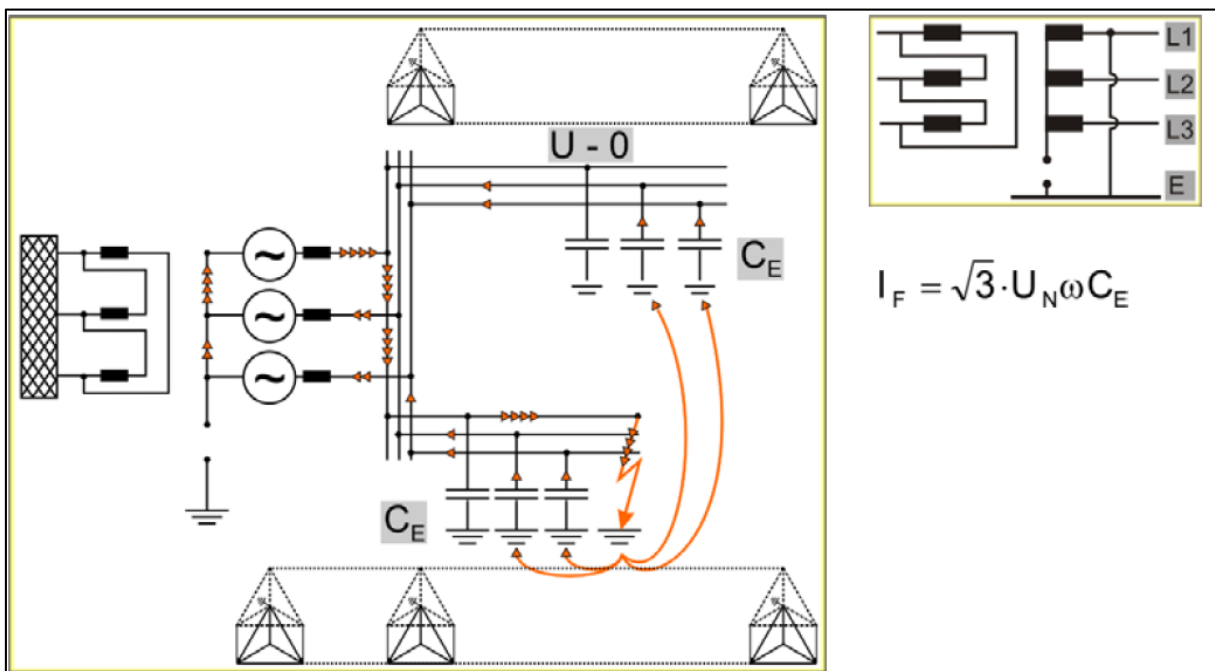 U - 0
C_E
C_E
~
~
~
L1
L2
L3
E
I_F = √3·U_NωC_E